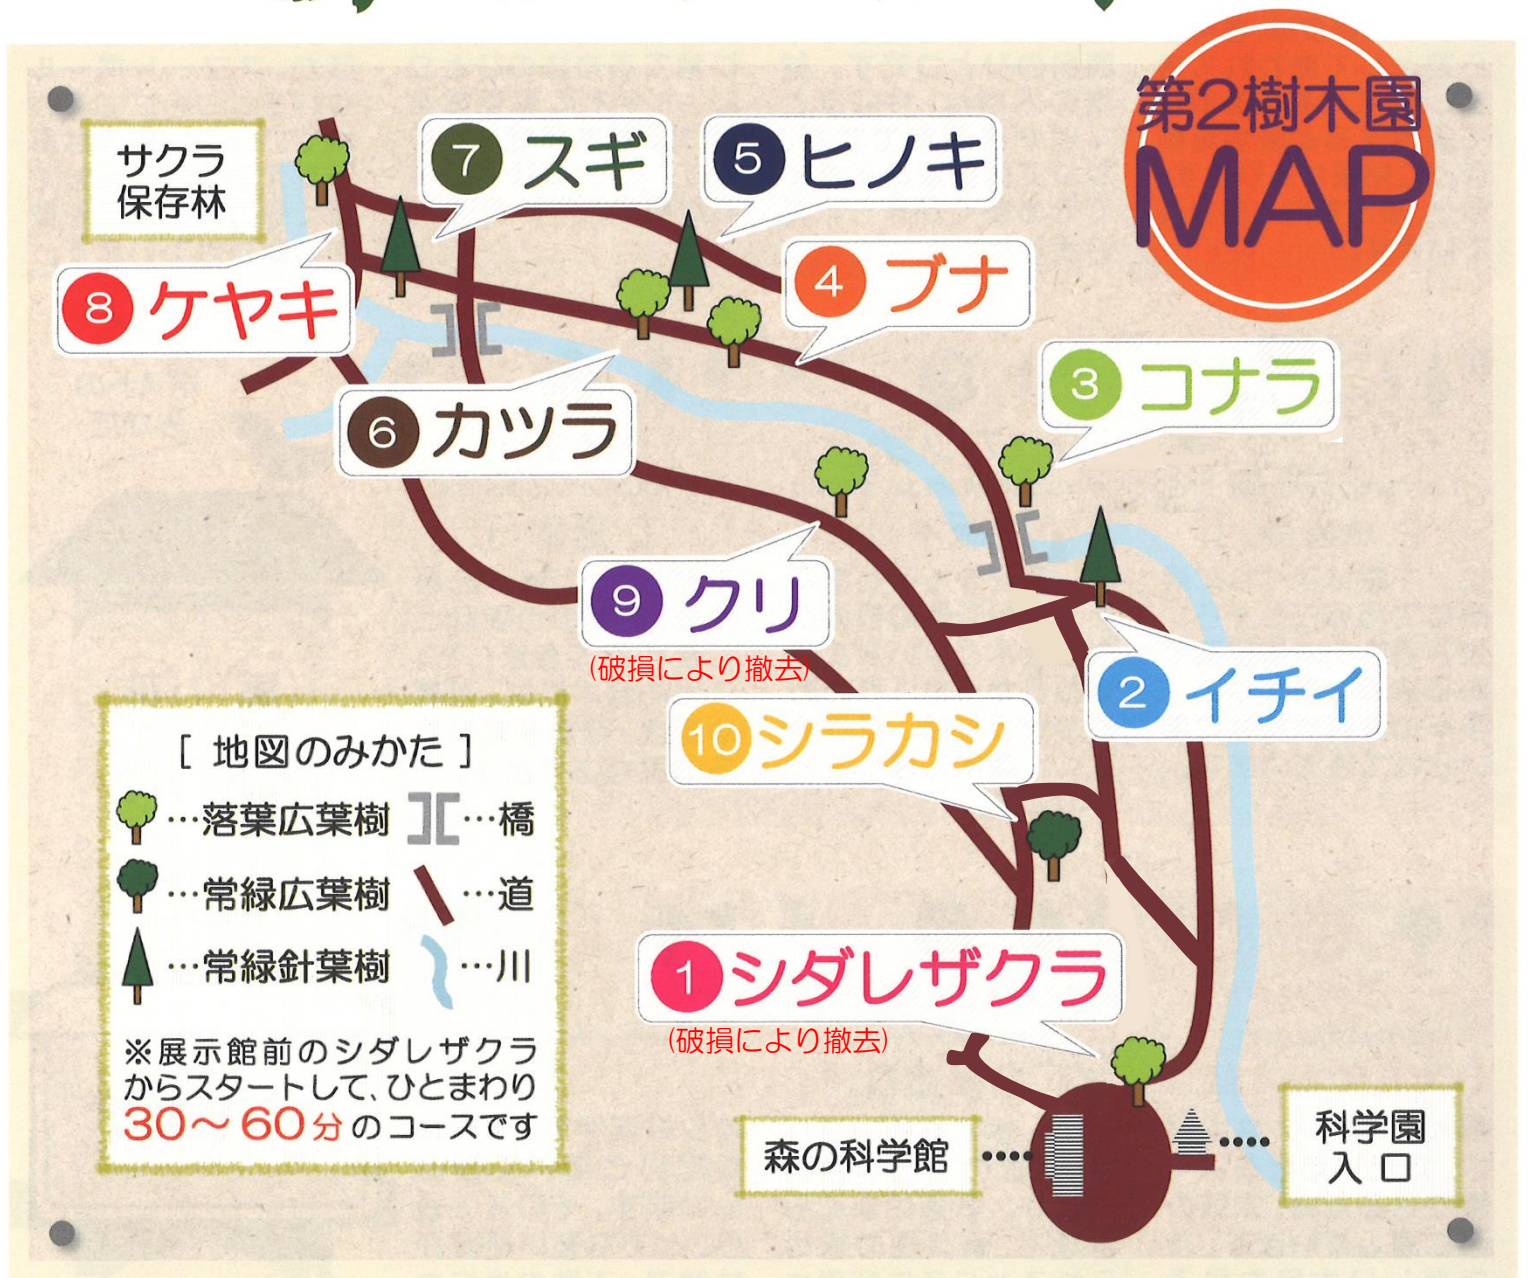 第2樹木園
MAP
サクラ
保存林
7 スギ
5 ヒノキ
8 ケヤキ
4 ブナ
3 コナラ
6 カツラ
9 クリ
(破損により撤去)
2 イチイ
10 シラカシ
1 シダレザクラ
(破損により撤去)
[ 地図のみかた ]
…落葉広葉樹 …橋
…常緑広葉樹 …道
…常緑針葉樹 …川
※展示館前のシダレザクラ
からスタートして、ひとまわり
30～60分のコースです
森の科学館
科学園
入口